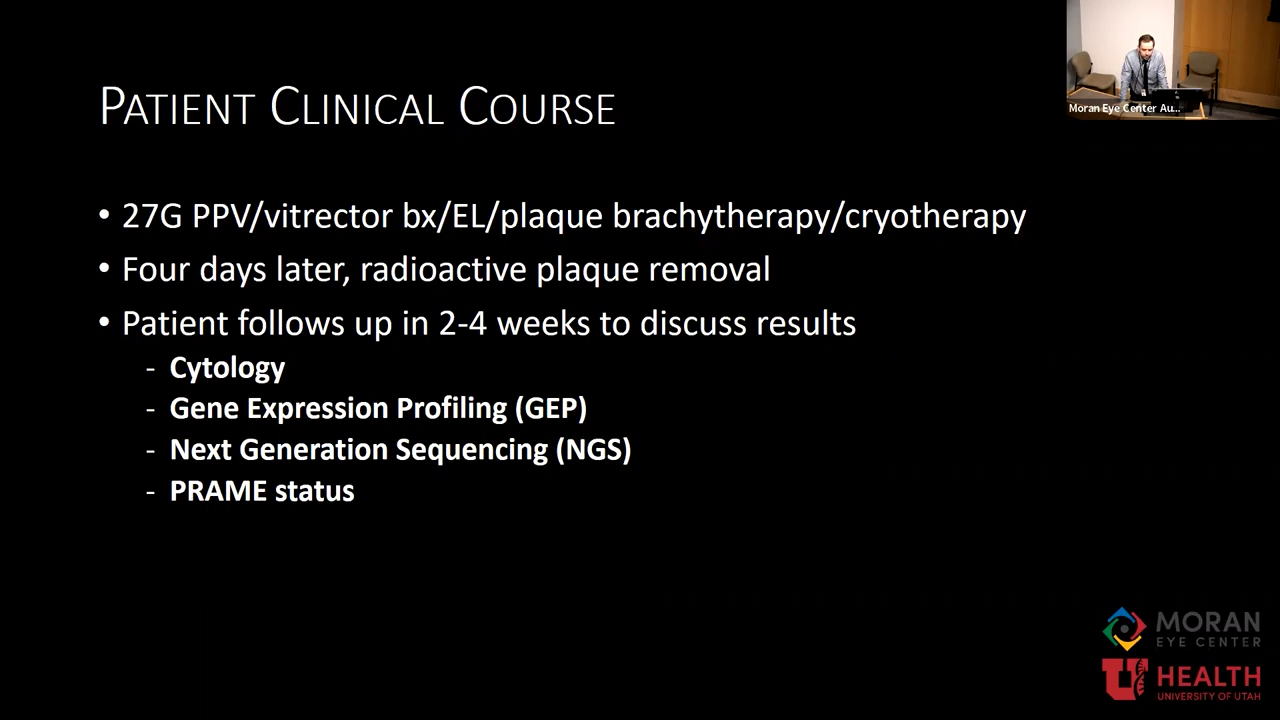 Moran Eye Center Au...
PATIENT CLINICAL COURSE
• 27G PPV/vitrector bx/EL/plaque brachytherapy/cryotherapy
• Four days later, radioactive plaque removal
• Patient follows up in 2-4 weeks to discuss results
- Cytology
- Gene Expression Profiling (GEP)
- Next Generation Sequencing (NGS)
- PRAME status
MORAN
EYE CENTER
U HEALTH
UNIVERSITY OF UTAH